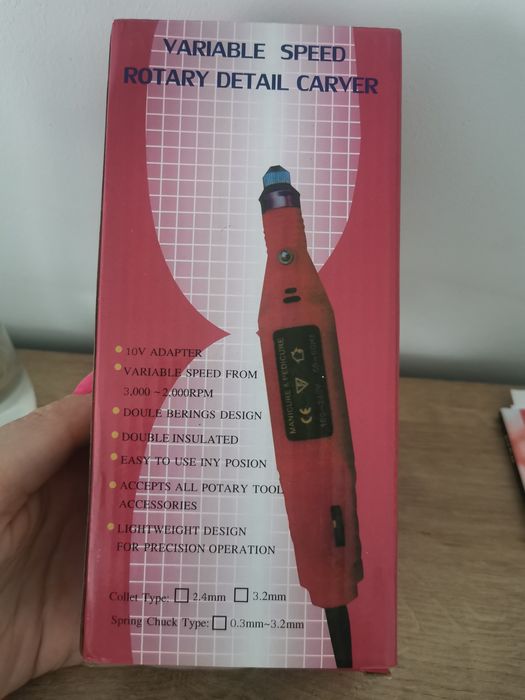 VARIABLE SPEED
ROTARY DETAIL CARVER
10V ADAPTER
VARIABLE SPEED FROM
3,000 ~ 2.000RPM
DOULE BERINGS DESIGN
DOUBLE INSULATED
EASY TO USE INY POSION
ACCEPTS ALL POTARY TOOL
ACCESSORIES
LIGHTWEIGHT DESIGN
FOR PRECISION OPERATION
Collet Type: 2.4mm 3.2mm
Spring Chuck Type: 0.3mm~3.2mm
MANICURE & PEDICURE
CE